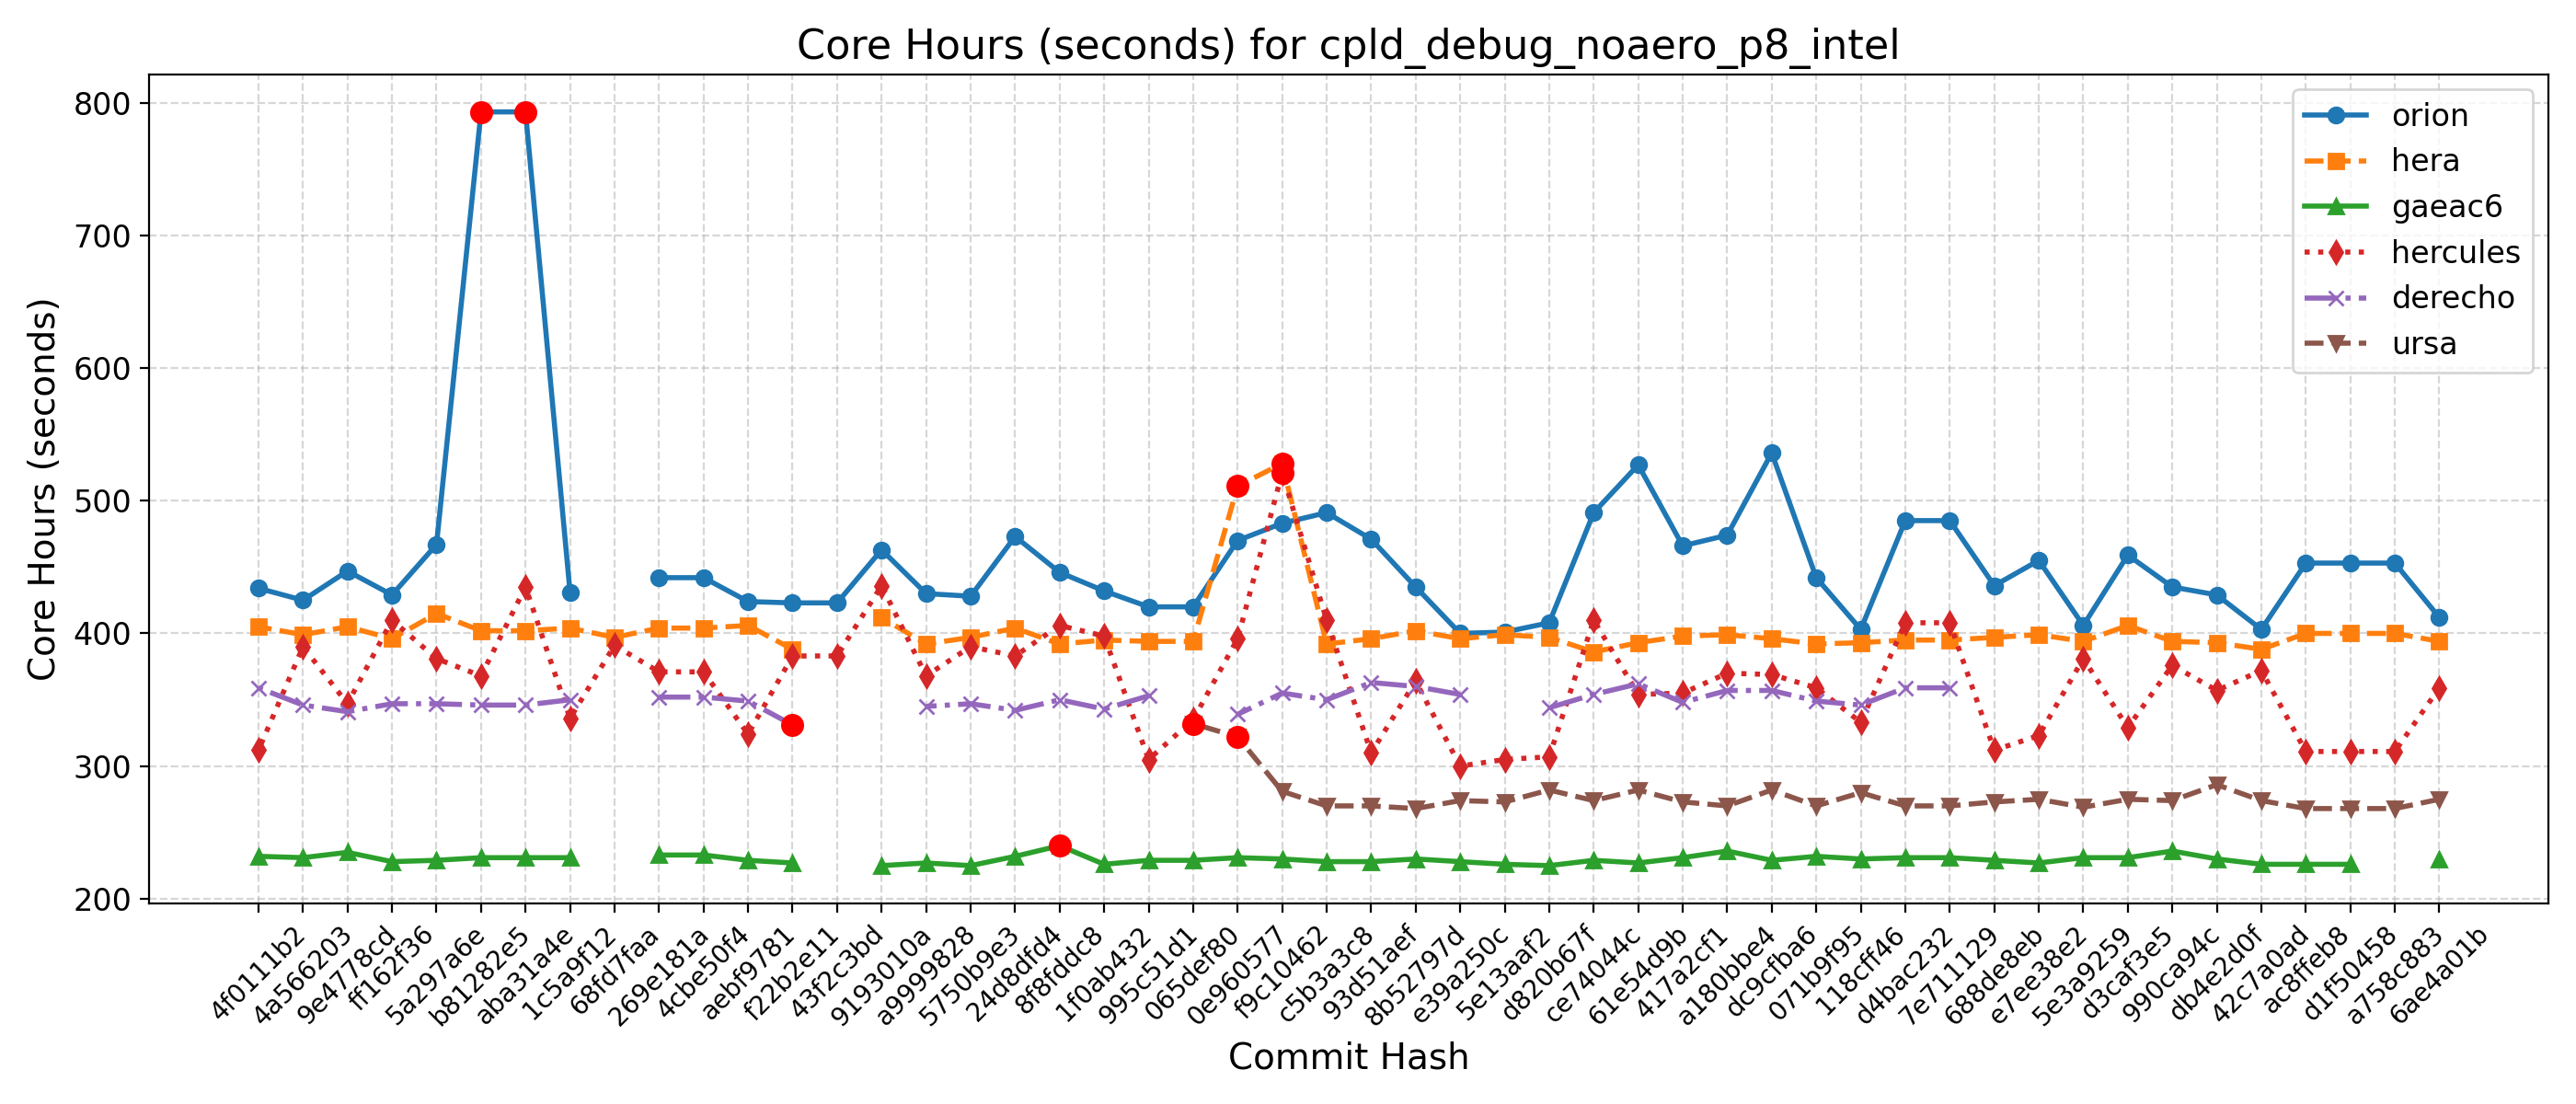 Core Hours (seconds) for cpld_debug_noaero_p8_intel
Core Hours (seconds)
800
700
600
500
400
300
200
orion
hera
gaeac6
hercules
derecho
ursa
4f0111b2
4a566203
9e4778cd
ff162f36
5a297a6e
b81282e5
aba31a4e
1c5a9f12
68fd7faa
269e181a
4cbe50f4
aebf9781
f22b2e11
43f2c3bd
9193010a
a9999828
5750b9e3
24d8dfd4
8f8fddc8
1f0ab432
995c51d1
065def80
0e960577
f9c10462
c5b3a3c8
93d51aef
8b52797d
e39a250c
5e13aaf2
d820b67f
ce74044c
61e54d9b
417a2cf1
a180bbe4
dc9cfba6
071b9f95
118cff46
d4bac232
7e711129
688de8eb
e7ee38e2
5e3a9259
d3caf3e5
990ca94c
db4e2d0f
42c7a0ad
ac8ffeb8
d1f50458
a758c883
6ae4a01b
Commit Hash